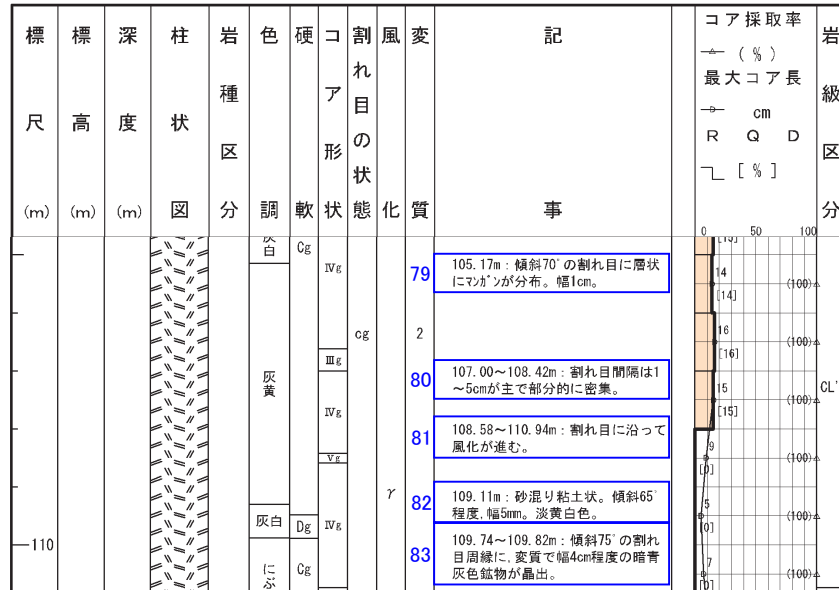 標尺(m)
標高(m)
深度(m)
柱状図
岩種区分
色調
硬軟
コア形状
割れ目の状態
風化
変質
記事
コア採取率
(%)
最大コア長
cm
R Q D
[%]
岩級区分
0 50 100
白
Cg
IVg
79
105.17m:傾斜70°の割れ目に層状
にマンガンが分布。幅1cm。
14
[14]
(100)
cg
2
16
[16]
(100)
IIIg
灰黄
80
107.00~108.42m:割れ目間隔は1
~5cmが主で部分的に密集。
15
[15]
(100)
CL'
IVg
81
108.58~110.94m:割れ目に沿って
風化が進む。
Vg
9
[0]
(100)
γ
82
109.11m:砂混り粘土状。傾斜65°
程度,幅5mm。淡黄白色。
灰白
Dg
IVg
5
[0]
(100)
110
83
109.74~109.82m:傾斜75°の割れ
目周縁に,変質で幅4cm程度の暗青
灰色鉱物が晶出。
にぶ
Cg
7
(100)